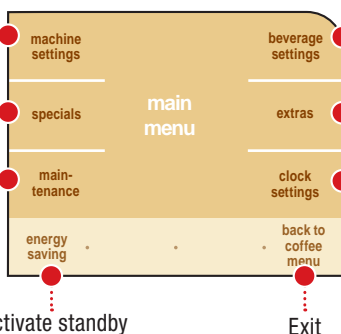 machine
settings
beverage
settings
specials
main
menu
extras
main-
tenance
clock
settings
energy
saving
back to
coffee
menu
ctivate standby
Exit